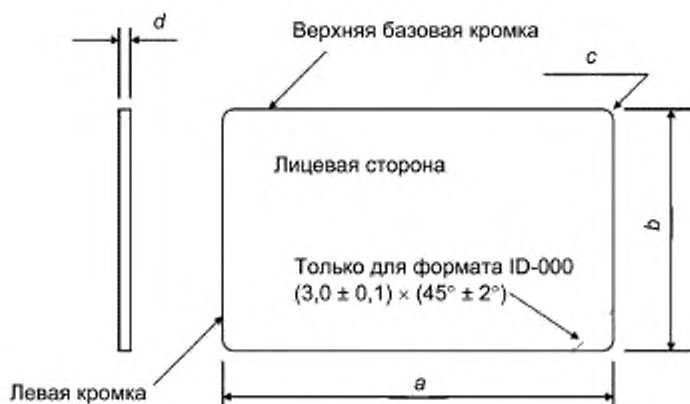 d
Верхняя базовая кромка
c
Лицевая сторона
b
Только для формата ID-000
(3,0 ± 0,1) × (45° ± 2°)
Левая кромка
a